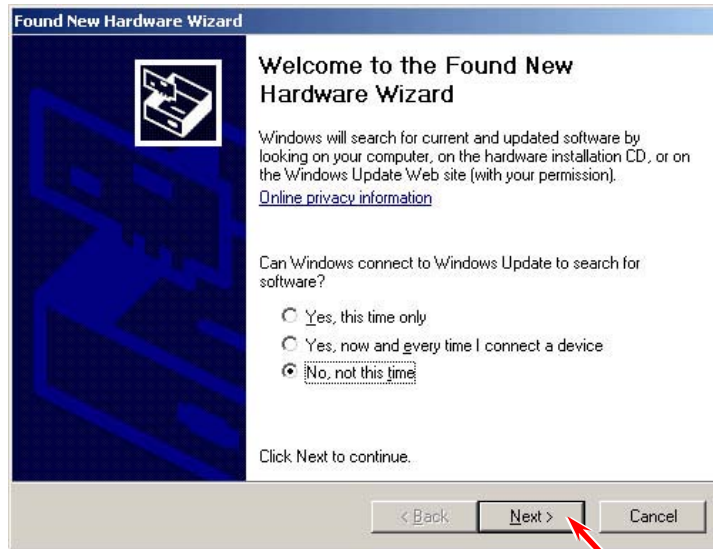 Found New Hardware Wizard
Welcome to the Found New
Hardware Wizard
Windows will search for current and updated software by
looking on your computer, on the hardware installation CD, or on
the Windows Update Web site (with your permission).
Online privacy information
Can Windows connect to Windows Update to search for
software?
Yes, this time only
Yes, now and every time I connect a device
No, not this time
Click Next to continue.
< Back
Next >
Cancel